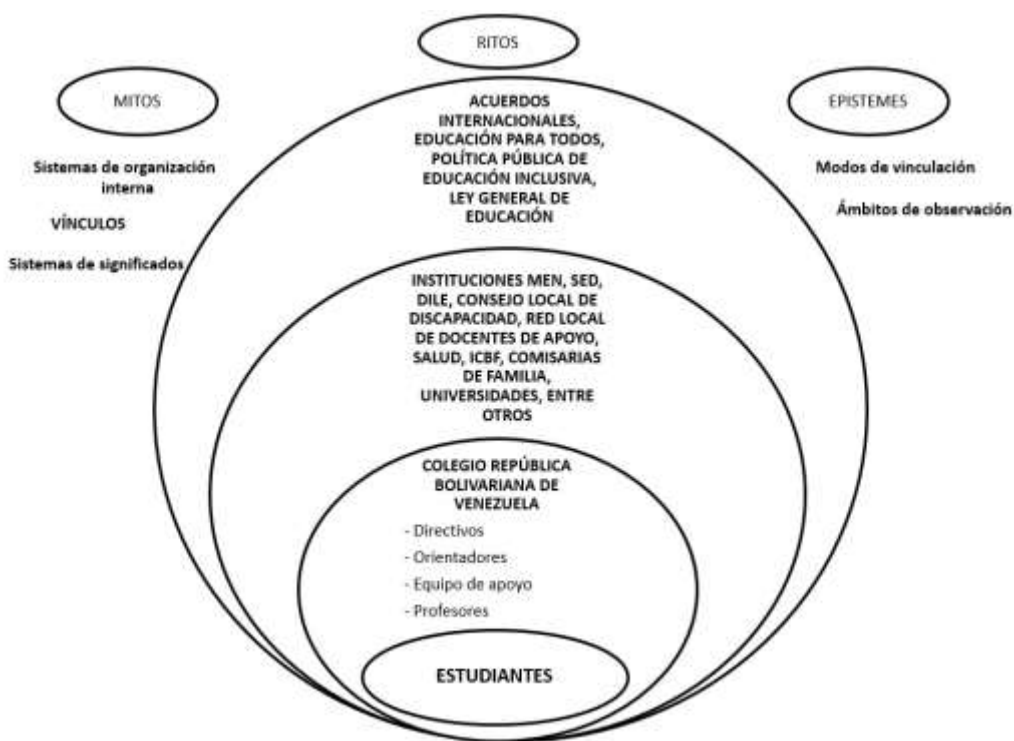 RITOS
MITOS
EPISTEMES
Sistemas de organización
interna
VÍNCULOS
Sistemas de significados
Modos de vinculación
Ámbitos de observación
ACUERDOS
INTERNACIONALES,
EDUCACIÓN PARA TODOS,
POLÍTICA PÚBLICA DE
EDUCACIÓN INCLUSIVA,
LEY GENERAL DE
EDUCACIÓN
INSTITUCIONES MEN, SED,
DILE, CONSEJO LOCAL DE
DISCAPACIDAD, RED LOCAL
DE DOCENTES DE APOYO,
SALUD, ICBF, COMISARIAS
DE FAMILIA,
UNIVERSIDADES, ENTRE
OTROS
COLEGIO REPÚBLICA
BOLIVARIANA DE
VENEZUELA
- Directivos
- Orientadores
- Equipo de apoyo
- Profesores
ESTUDIANTES